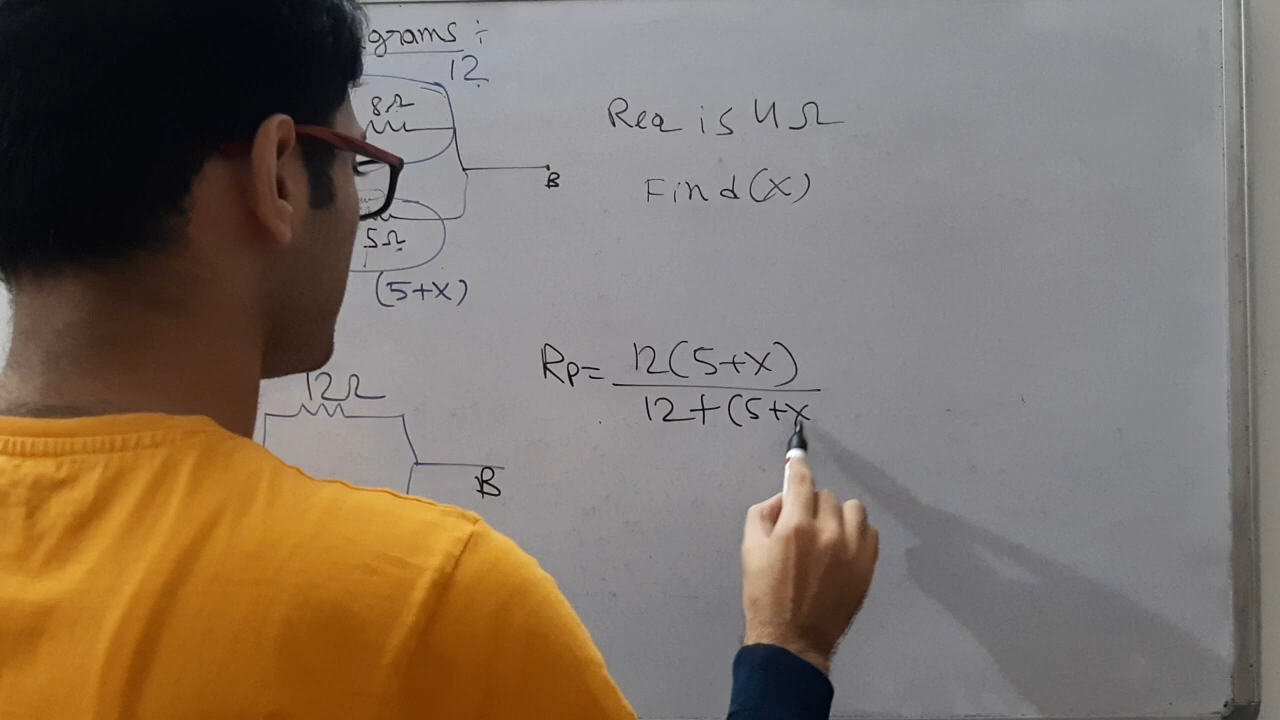 grams :
12
8Ω
B
5Ω
(5+x)
Req is 4Ω
Find (x)
12Ω
B
Rp = 12(5+x)
12+(5+x